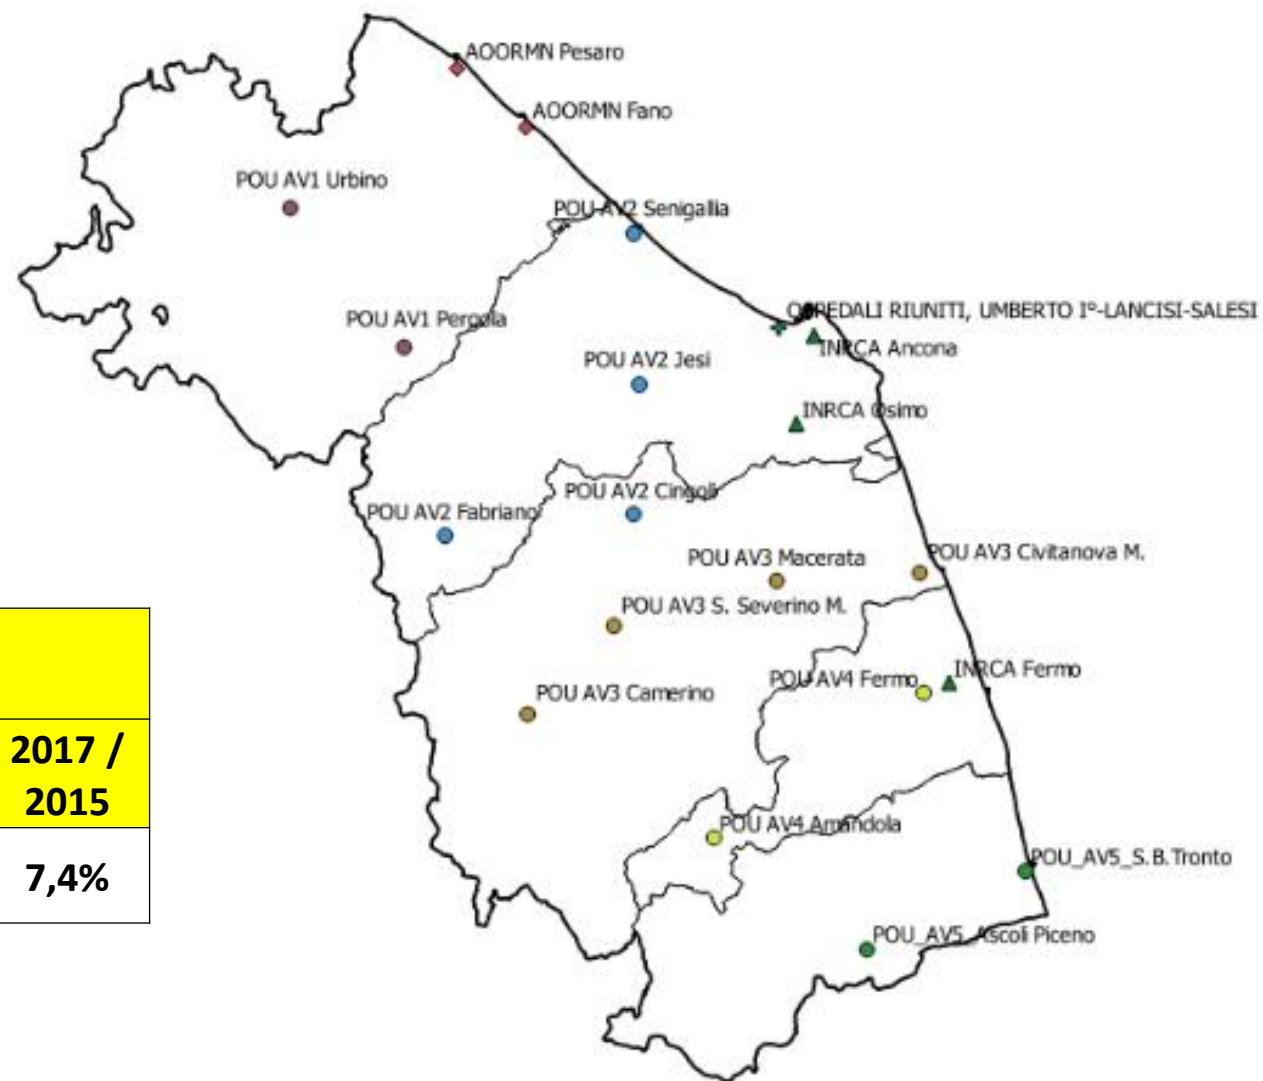 AOORMN Pesaro
AOORMN Fano
POU AV1 Urbino
POU AV2 Senigallia
OSPEDALI RIUNITI, UMBERTO Iº-LANCISI-SALESI
POU AV1 Pergola
INRCA Ancona
POU AV2 Jesi
INRCA Osimo
POU AV2 Cingoli
POU AV2 Fabriano
POU AV3 Macerata
POU AV3 Civitanova M.
POU AV3 S. Severino M.
POU AV4 Fermo
INRCA Fermo
POU AV3 Camerino
2017 /
2015
POU AV4 Amandola
POU_AV5_S.B.Tronto
7,4%
POU_AV5_Ascoli Piceno